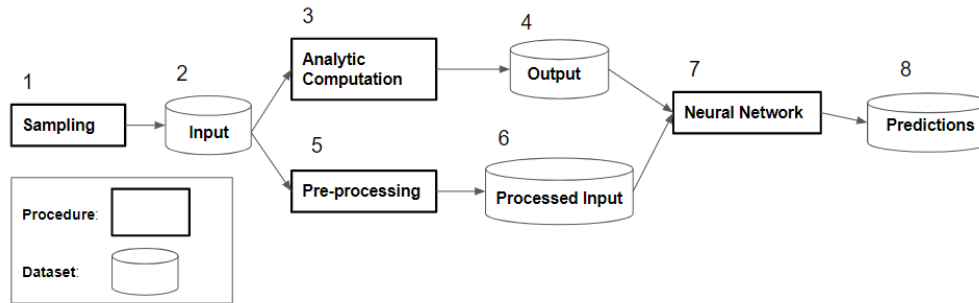 1
Sampling
2
Input
3
Analytic
Computation
4
Output
5
Pre-processing
6
Processed Input
7
Neural Network
8
Predictions
Procedure:
Dataset: